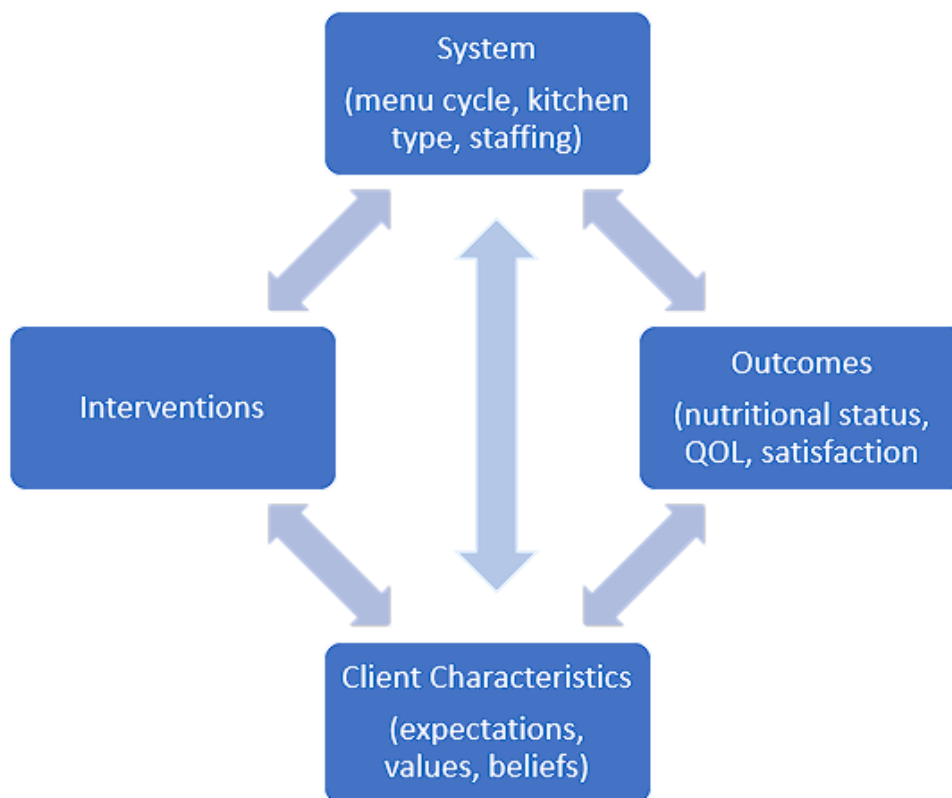 System
(menu cycle, kitchen
type, staffing)
Interventions
Outcomes
(nutritional status,
QOL, satisfaction
Client Characteristics
(expectations,
values, beliefs)